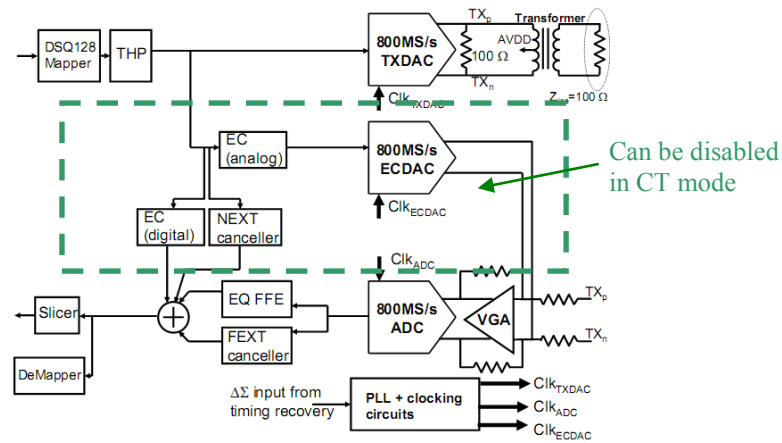 TXp
Transformer
DSQ128
Mapper
THP
800MS/s
TXDAC
100 Ω
AVDD
TXn
=100 Ω
EC
(analog)
800MS/s
ECDAC
Can be disabled
in CT mode
ClkECDAC
EC
(digital)
NEXT
canceller
ClkADC
Slicer
EQ FFE
800MS/s
ADC
VGA
TXp
FEXT
canceller
TXn
DeMapper
ΔΣ input from
timing recovery
PLL + clocking
circuits
ClkTXDAC
ClkADC
ClkECDAC